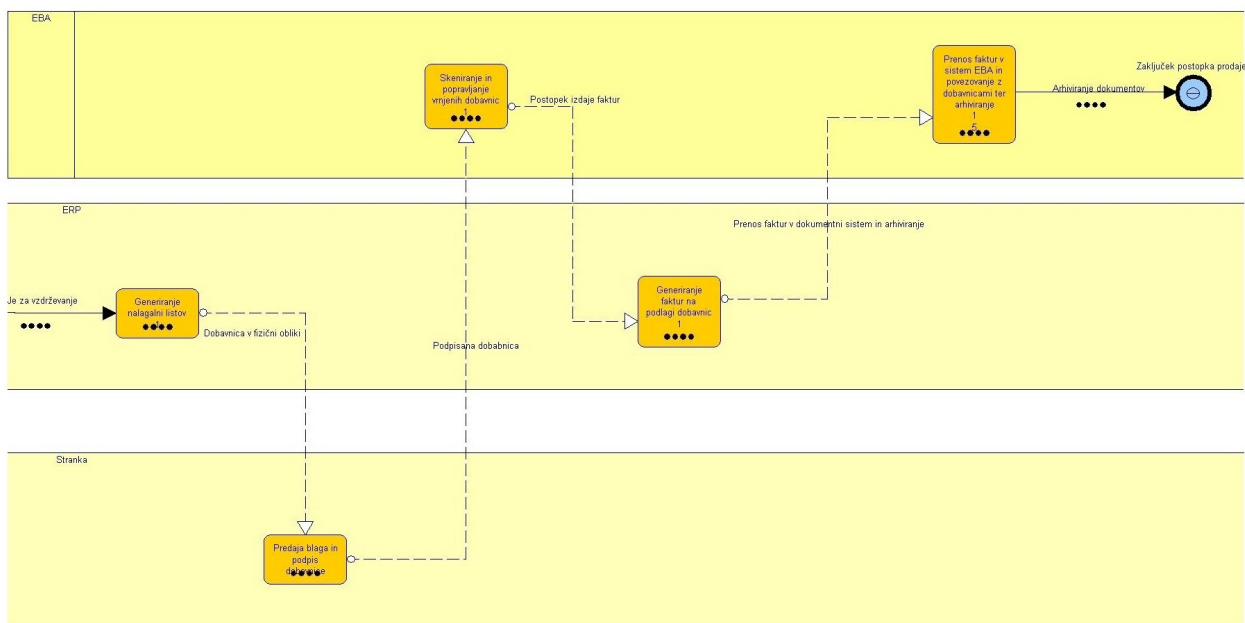 EBA
Skeniranje in
popravljanje
vrnjenih dobavnic
1
Postopek izdaje faktur
Prenos faktur v
sistem EBA in
povezovanje z
dobavnicami ter
arhiviranje
1
5
Arhiviranje dokumentov
Zaključek postopka prodaje
ERP
Je za vzdrževanje
Generiranje
nalagalni listov
1
Dobavnica v fizični obliki
Podpisana dobabnica
Generiranje
faktur na
podlagi dobavnic
1
Prenos faktur v dokumentni sistem in arhiviranje
Stranka
Predaja blaga in
podpis
dobavnice